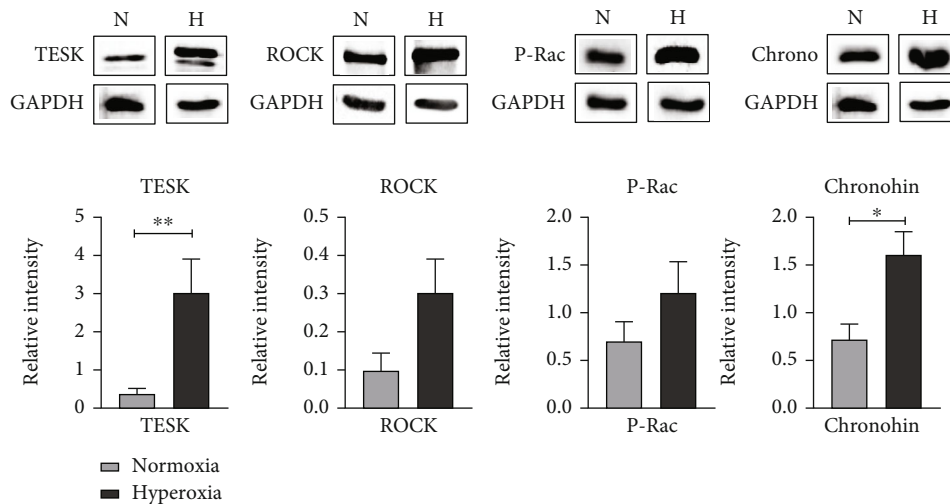 N H N H N H N H
TESK ROCK P-Rac Chrono
GAPDH GAPDH GAPDH GAPDH
TESK ROCK P-Rac Chronohin
Relative intensity
5
4
3
2
1
0
**
TESK
Relative intensity
0.5
0.4
0.3
0.2
0.1
0.0
ROCK
Relative intensity
2.0
1.5
1.0
0.5
0.0
P-Rac
Relative intensity
2.0
1.5
1.0
0.5
0.0
*
Chronohin
Normoxia
Hyperoxia